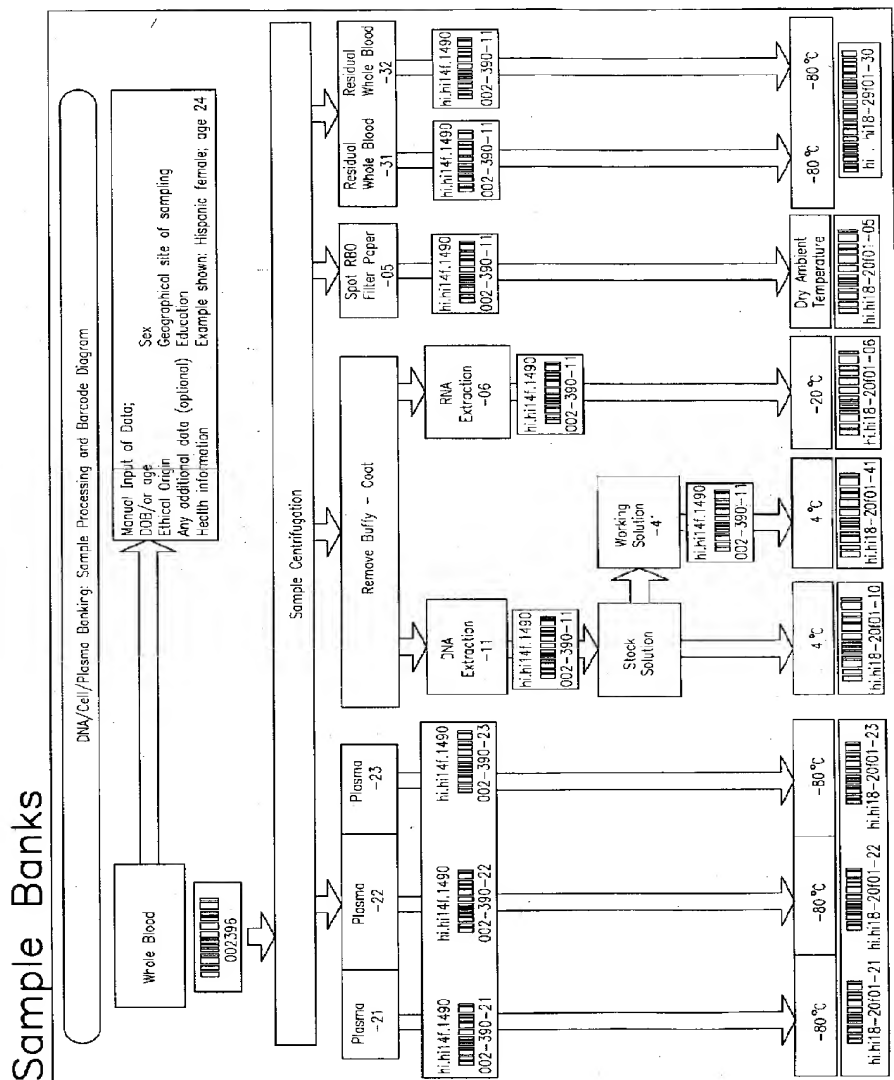 Sample Banks
DNA/Cell/Plasma Banking: Sample Processing and Barcode Diagram
Whole Blood
002396
Manual Input of Data;
DOB/or age
Sex
Ethical Origin
Geographical site of sampling
Any additional data (optional)
Education
Health information
Example shown: Hispanic female; age 24
Sample Centrifugation
Plasma
-21
Plasma
-22
Plasma
-23
Remove Buffy - Coat
Spot RBO
Filter Paper
-05
Residual
Whole Blood
-31
Residual
Whole Blood
-32
hi.hi14f.1490
002-390-21
hi.hi14f.1490
002-390-22
hi.hi14f.1490
002-390-23
DNA
Extraction
-11
RNA
Extraction
-06
hi.hi14f.1490
002-390-11
hi.hi14f.1490
002-390-11
hi.hi14f.1490
002-390-11
hi.hi14f.1490
002-390-11
hi.hi14f.1490
002-390-11
Stock
Solution
Working
Solution
-4
hi.hi14f.1490
002-390-11
-80°C
-80°C
-80°C
4°C
4°C
-20°C
Dry Ambient
Temperature
-80°C
-80°C
hi.hi18-20f01-21
hi.hi18-20f01-22
hi.hi18-20f01-23
hi.hi18-20f01-10
hi.hi18-20f01-41
hi.hi18-20f01-06
hi.hi18-20f01-05
hi . hi18-29f01-30